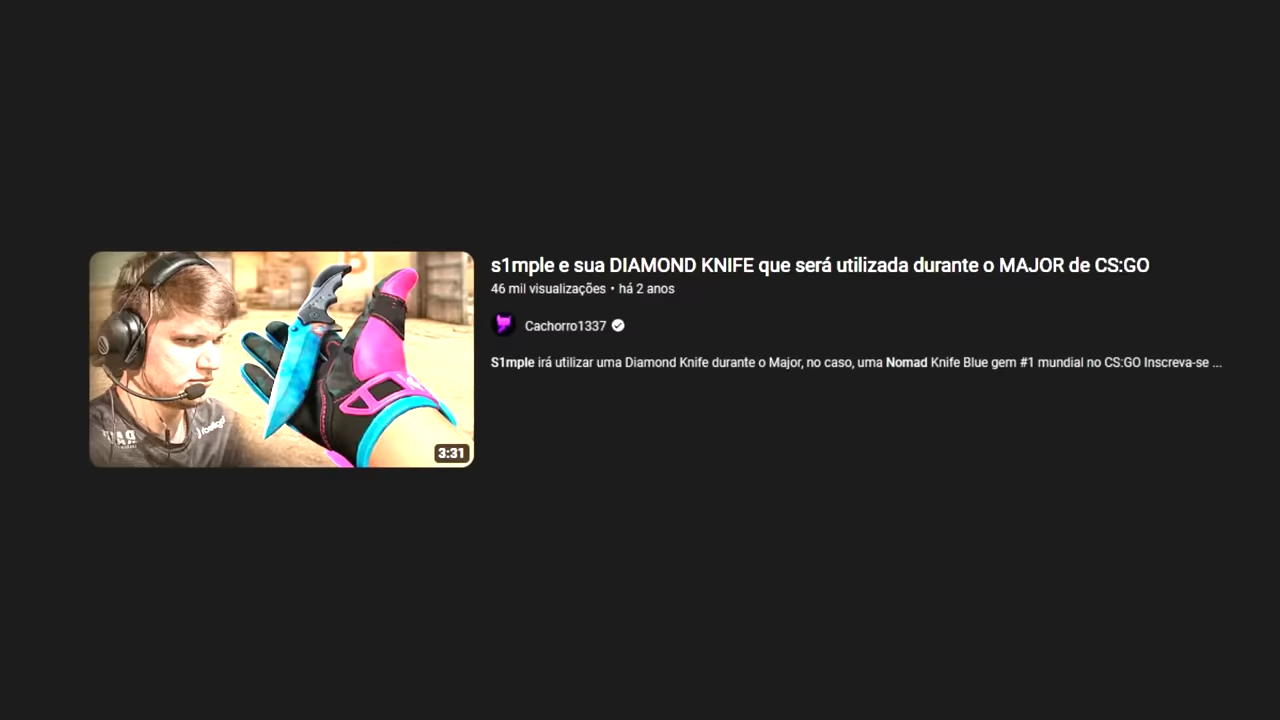 s1mple e sua DIAMOND KNIFE que será utilizada durante o MAJOR de CS:GO
46 mil visualizações • há 2 anos
Cachorro1337
S1mple irá utilizar uma Diamond Knife durante o Major, no caso, uma Nomad Knife Blue gem #1 mundial no CS:GO Inscreva-se ...
3:31